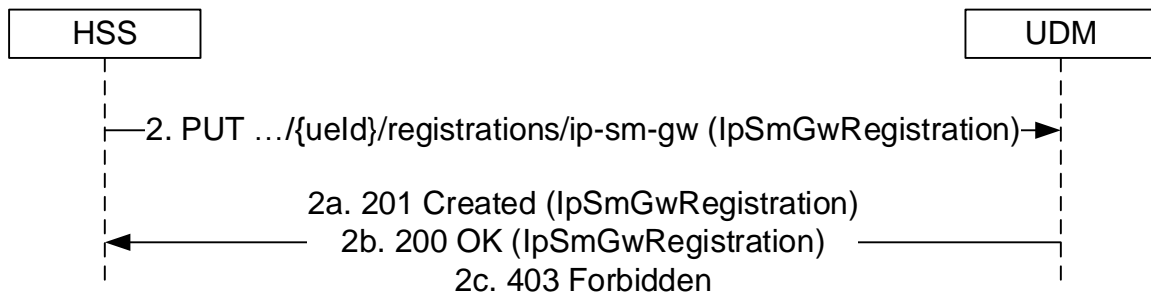 HSS
UDM
2. PUT …/{ueId}/registrations/ip-sm-gw (IpSmGwRegistration)
2a. 201 Created (IpSmGwRegistration)
2b. 200 OK (IpSmGwRegistration)
2c. 403 Forbidden